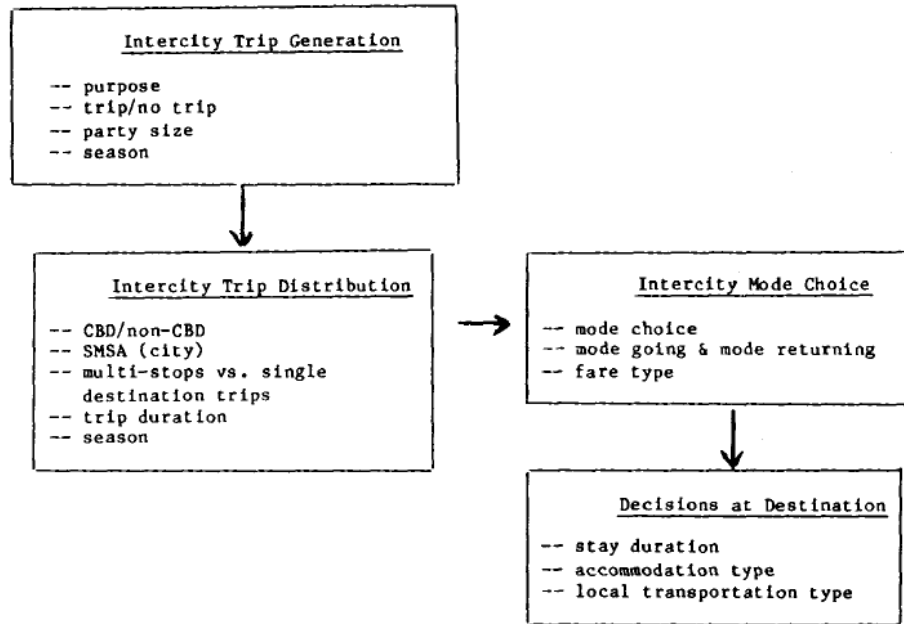 Intercity Trip Generation
-- purpose
-- trip/no trip
-- party size
-- season
Intercity Trip Distribution
-- CBD/non-CBD
-- SMSA (city)
-- multi-stops vs. single
destination trips
-- trip duration
-- season
Intercity Mode Choice
-- mode choice
-- mode going & mode returning
-- fare type
Decisions at Destination
-- stay duration
-- accommodation type
-- local transportation type